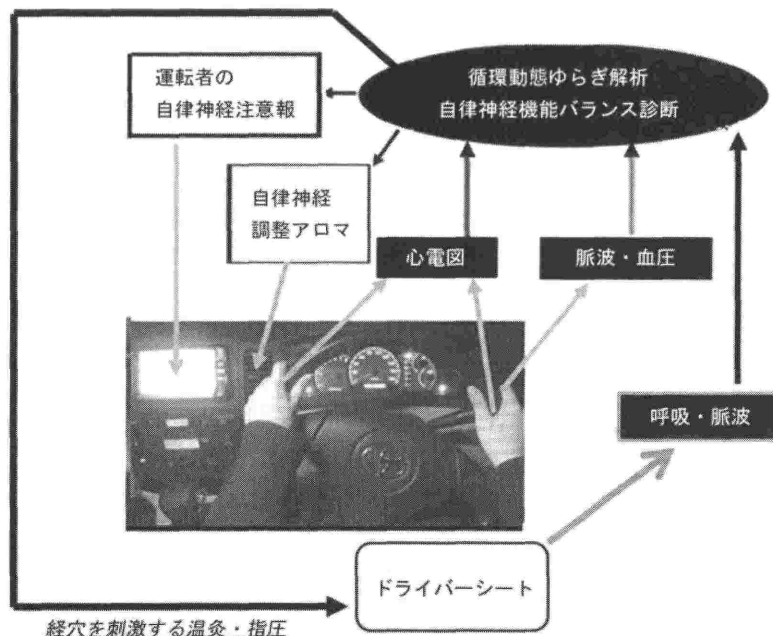 運転者の
自律神経注意報
循環動態ゆらぎ解析
自律神経機能バランス診断
自律神経
調整アロマ
心電図
脈波・血圧
呼吸・脈波
ドライバーシート
経穴を刺激する温灸・指圧